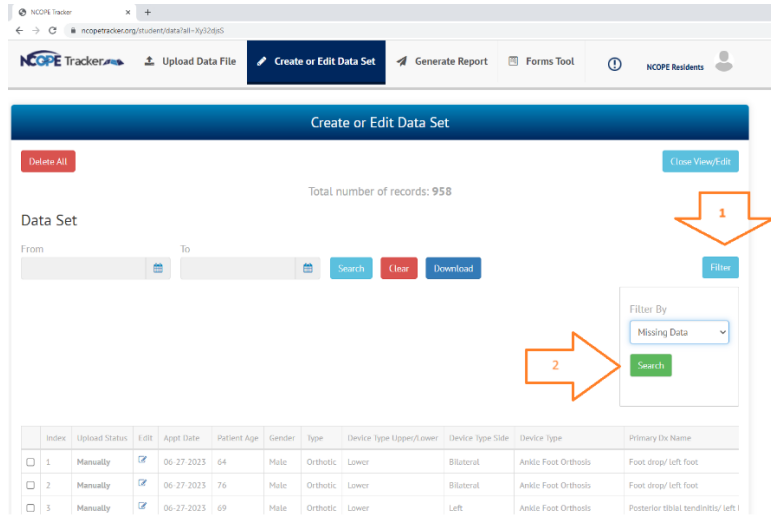 NCOPE Tracker
ncopetracker.org/student/data?all=Xy32djsS
NCOPE Tracker
Upload Data File
Create or Edit Data Set
Generate Report
Forms Tool
NCOPE Residents
Create or Edit Data Set
Delete All
Close View/Edit
Total number of records: 958
1
Data Set
From
To
Search
Clear
Download
Filter
Filter By
Missing Data
2
Search
Index Upload Status Edit Appt Date Patient Age Gender Type Device Type Upper/Lower Device Type Side Device Type Primary Dx Name
1 Manually 06-27-2023 64 Male Orthotic Lower Bilateral Ankle Foot Orthosis Foot drop/ left foot
2 Manually 06-27-2023 76 Male Orthotic Lower Bilateral Ankle Foot Orthosis Foot drop/ left foot
3 Manually 06-27-2023 69 Male Orthotic Lower Left Ankle Foot Orthosis Posterior tibial tendinitis/ left